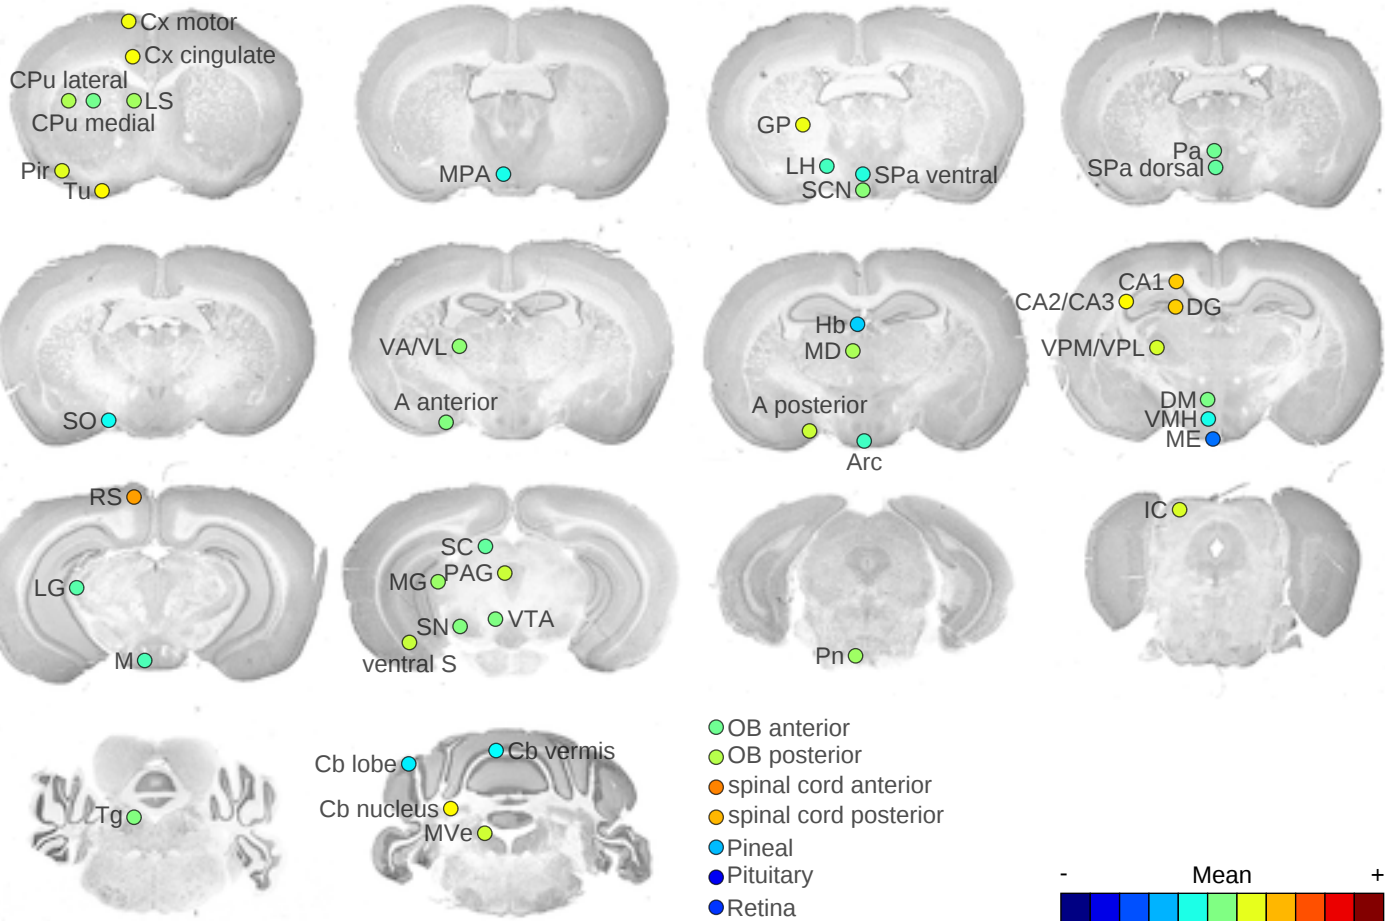 Cx motor
Cx cingulate
CPu lateral
LS
CPu medial
Pir
Tu
MPA
GP
LH
SPa ventral
SCN
Pa
SPa dorsal
SO
VA/VL
A anterior
Hb
MD
A posterior
Arc
CA1
CA2/CA3
DG
VPM/VPL
DM
VMH
ME
RS
LG
M
SC
MG
PAG
SN
VTA
ventral S
Pn
IC
Tg
Cb lobe
Cb vermis
Cb nucleus
MVe
OB anterior
OB posterior
spinal cord anterior
spinal cord posterior
Pineal
Pituitary
Retina
- Mean +